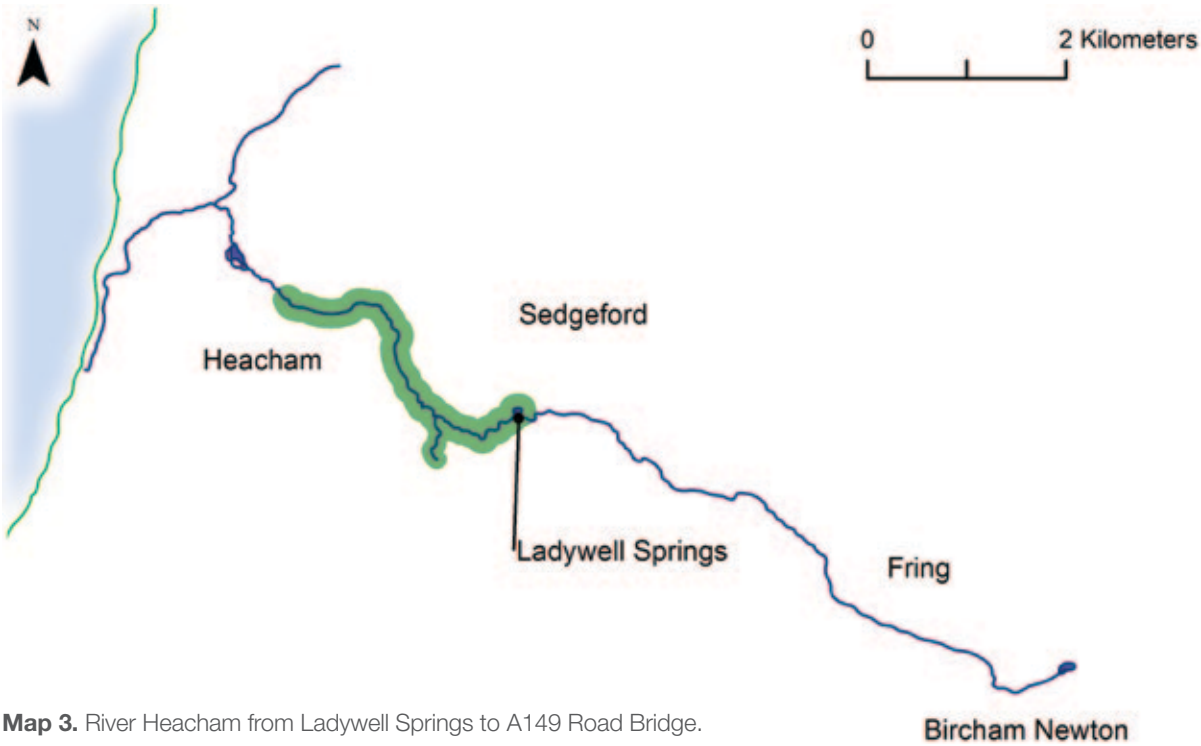 N
0 2 Kilometers
Sedgeford
Heacham
Ladywell Springs
Fring
Map 3. River Heacham from Ladywell Springs to A149 Road Bridge.
Bircham Newton